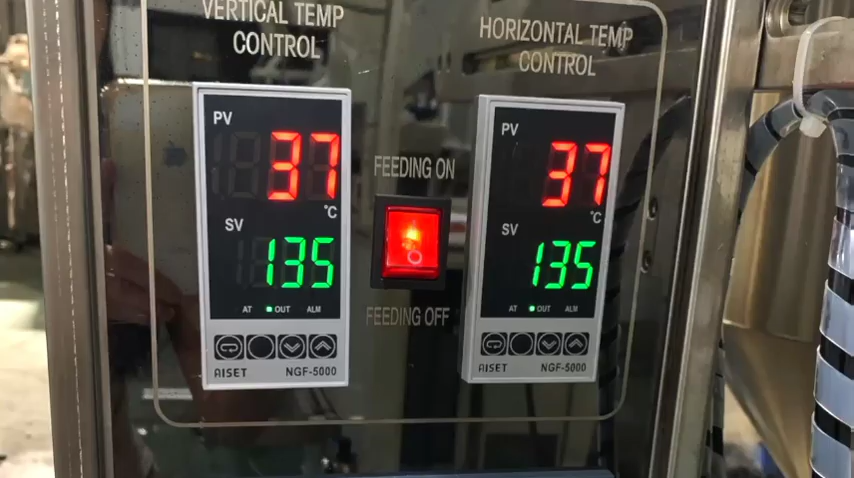 VERTICAL TEMP
CONTROL
PV
37
°C
SV
135
AT OUT ALM
AISET NGF-5000
FEEDING ON
FEEDING OFF
HORIZONTAL TEMP
CONTROL
PV
37
°C
SV
135
AT OUT ALM
AISET NGF-5000